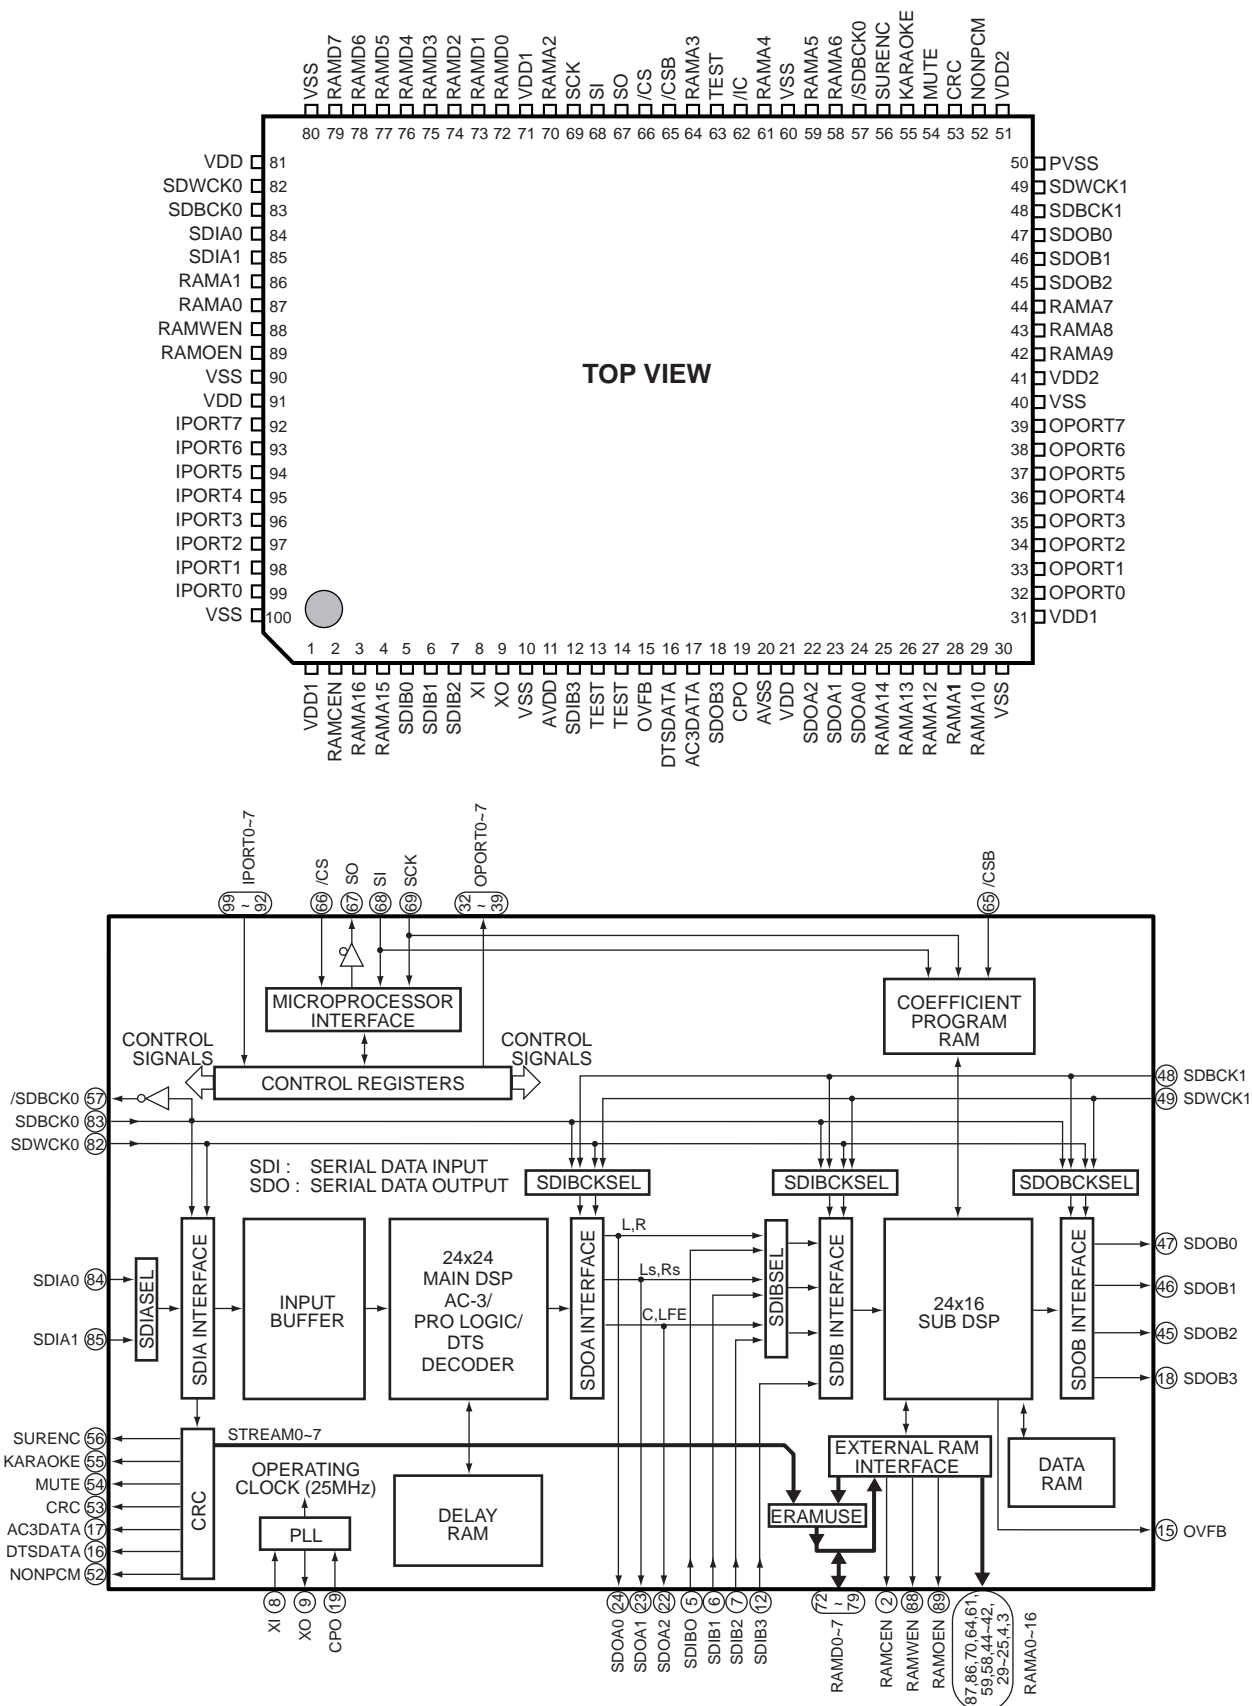 VSS RAMD7 RAMD6 RAMD5 RAMD4 RAMD3 RAMD2 RAMD1 RAMD0 VDD1 RAMA2 SCK SI SO /CS /CSB RAMA3 TEST /IC RAMA4 VSS RAMA5 RAMA6 /SDBCK0 SURENC KARAOKE MUTE CRC NONPCM VDD2
80 79 78 77 76 75 74 73 72 71 70 69 68 67 66 65 64 63 62 61 60 59 58 57 56 55 54 53 52 51
VDD 81
SDWCK0 82
SDBCK0 83
SDIA0 84
SDIA1 85
RAMA1 86
RAMA0 87
RAMWEN 88
RAMOEN 89
VSS 90
VDD 91
IPORT7 92
IPORT6 93
IPORT5 94
IPORT4 95
IPORT3 96
IPORT2 97
IPORT1 98
IPORT0 99
VSS 100
TOP VIEW
50 PVSS
49 SDWCK1
48 SDBCK1
47 SDOB0
46 SDOB1
45 SDOB2
44 RAMA7
43 RAMA8
42 RAMA9
41 VDD2
40 VSS
39 OPORT7
38 OPORT6
37 OPORT5
36 OPORT4
35 OPORT3
34 OPORT2
33 OPORT1
32 OPORT0
31 VDD1
1 2 3 4 5 6 7 8 9 10 11 12 13 14 15 16 17 18 19 20 21 22 23 24 25 26 27 28 29 30
VDD1 RAMCEN RAMA16 RAMA15 SDIB0 SDIB1 SDIB2 XI XO VSS AVDD SDIB3 TEST TEST OVFB DTSDATA AC3DATA SDOB3 CPO AVSS VDD SDOA2 SDOA1 SDOA0 RAMA14 RAMA13 RAMA12 RAMA1 RAMA10 VSS
IPORT0~7
99 ~ 92
/CS
66
SO
67
SI
68
SCK
69
OPORT0~7
32 ~ 39
/CSB
65
MICROPROCESSOR
INTERFACE
COEFFICIENT
PROGRAM
RAM
CONTROL
SIGNALS
CONTROL REGISTERS
CONTROL
SIGNALS
/SDBCK0 57
SDBCK0 83
SDWCK0 82
48 SDBCK1
49 SDWCK1
SDI : SERIAL DATA INPUT
SDO : SERIAL DATA OUTPUT
SDIBCKSEL
SDIBCKSEL
SDOBCKSEL
SDIA0 84
SDIA1 85
SDIASEL
SDIA INTERFACE
INPUT
BUFFER
24x24
MAIN DSP
AC-3/
PRO LOGIC/
DTS
DECODER
SDOA INTERFACE
L,R
Ls,Rs
C,LFE
SDIBSEL
SDIB INTERFACE
24x16
SUB DSP
SDOB INTERFACE
47 SDOB0
46 SDOB1
45 SDOB2
18 SDOB3
SURENC 56
KARAOKE 55
MUTE 54
CRC 53
AC3DATA 17
DTSDATA 16
NONPCM 52
CRC
STREAM0~7
OPERATING
CLOCK (25MHz)
PLL
DELAY
RAM
EXTERNAL RAM
INTERFACE
DATA
RAM
ERAMUSE
15 OVFB
XI 8
XO 9
CPO 19
SDOA0 24
SDOA1 23
SDOA2 22
SDIBO 5
SDIB1 6
SDIB2 7
SDIB3 12
72 ~ 79
RAMD0~7
RAMCEN 2
RAMWEN 88
RAMOEN 89
87,86,70,64,61,
59,58,44~42,
29~25,4,3
RAMA0~16